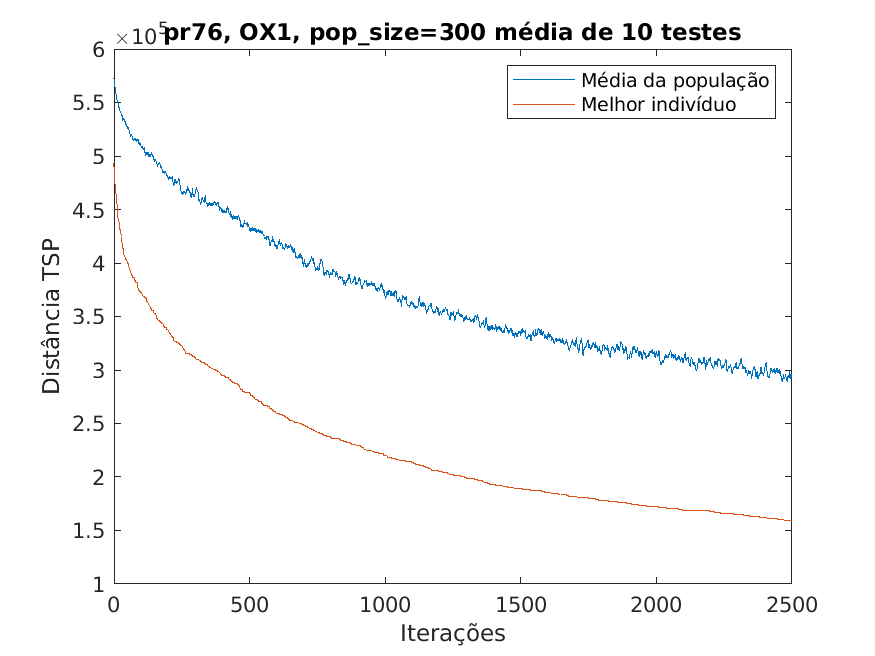 ×10⁵
pr76, OX1, pop_size=300 média de 10 testes
Média da população
Melhor indivíduo
6
5.5
5
4.5
4
3.5
3
2.5
2
1.5
1
Distância TSP
0 500 1000 1500 2000 2500
Iterações